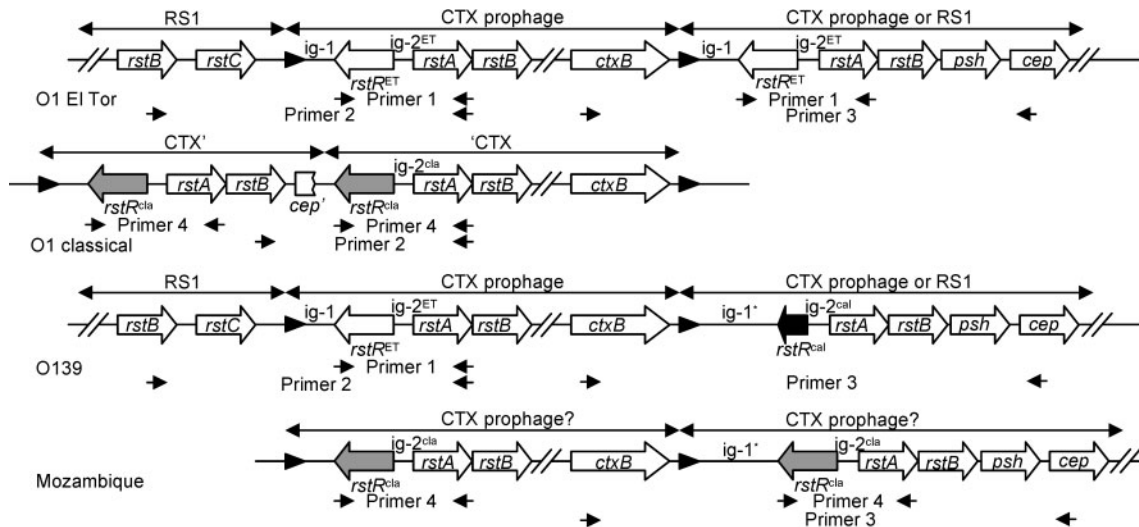 RS1 CTX prophage CTX prophage or RS1
ig-1 ig-2ET ig-1 ig-2ET
rstB rstC rstA rstB ctxB rstA rstB psh cep
rstRET rstRET
O1 El Tor Primer 1 Primer 1
Primer 2 Primer 3
CTX' 'CTX
ig-2cla
rstA rstB rstA rstB ctxB
rstRcla cep' rstRcla
Primer 4 Primer 4
O1 classical Primer 2
RS1 CTX prophage CTX prophage or RS1
ig-1 ig-2ET ig-1* ig-2cal
rstB rstC rstA rstB ctxB rstA rstB psh cep
rstRET rstRcal
O139 Primer 1
Primer 2 Primer 3
CTX prophage? CTX prophage?
ig-2cla ig-1* ig-2cla
rstA rstB ctxB rstA rstB psh cep
Mozambique rstRcla rstRcla
Primer 4 Primer 4
Primer 3